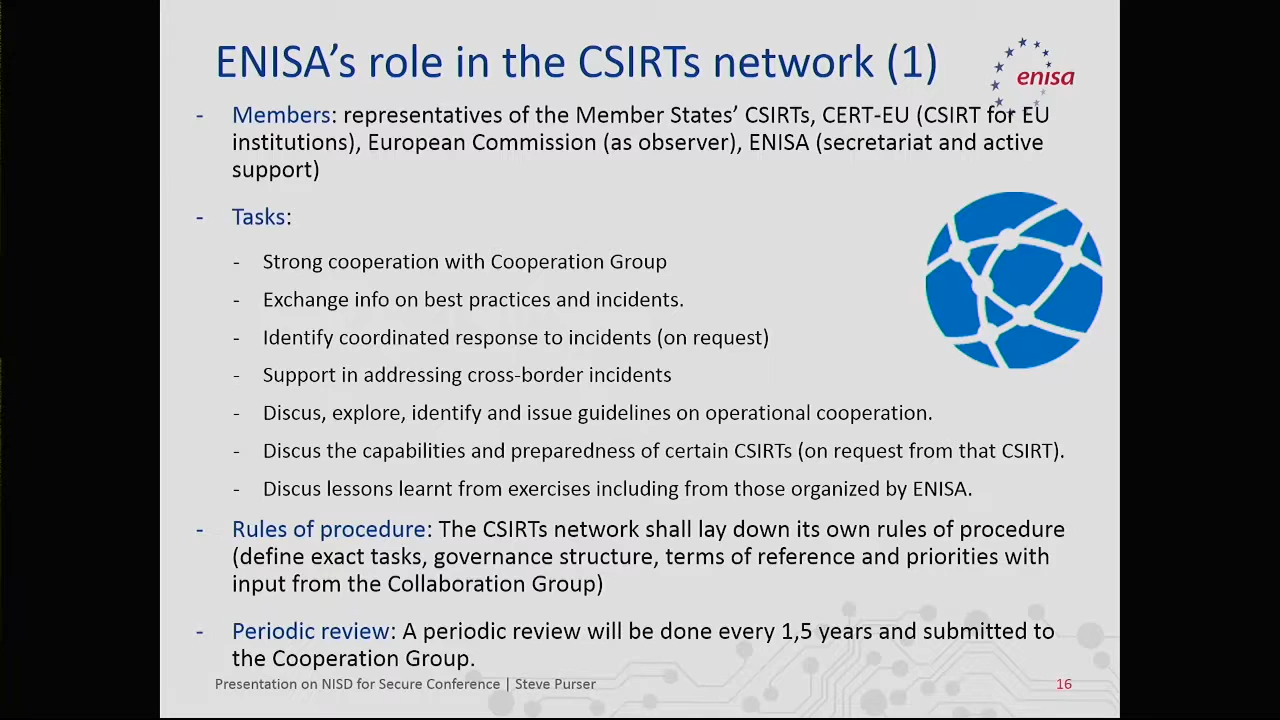 ENISA's role in the CSIRTs network (1)
enisa
- Members: representatives of the Member States' CSIRTs, CERT-EU (CSIRT for EU
institutions), European Commission (as observer), ENISA (secretariat and active
support)
- Tasks:
- Strong cooperation with Cooperation Group
- Exchange info on best practices and incidents.
- Identify coordinated response to incidents (on request)
- Support in addressing cross-border incidents
- Discus, explore, identify and issue guidelines on operational cooperation.
- Discus the capabilities and preparedness of certain CSIRTs (on request from that CSIRT).
- Discus lessons learnt from exercises including from those organized by ENISA.
- Rules of procedure: The CSIRTs network shall lay down its own rules of procedure
(define exact tasks, governance structure, terms of reference and priorities with
input from the Collaboration Group)
- Periodic review: A periodic review will be done every 1,5 years and submitted to
the Cooperation Group.
Presentation on NISD for Secure Conference | Steve Purser
16